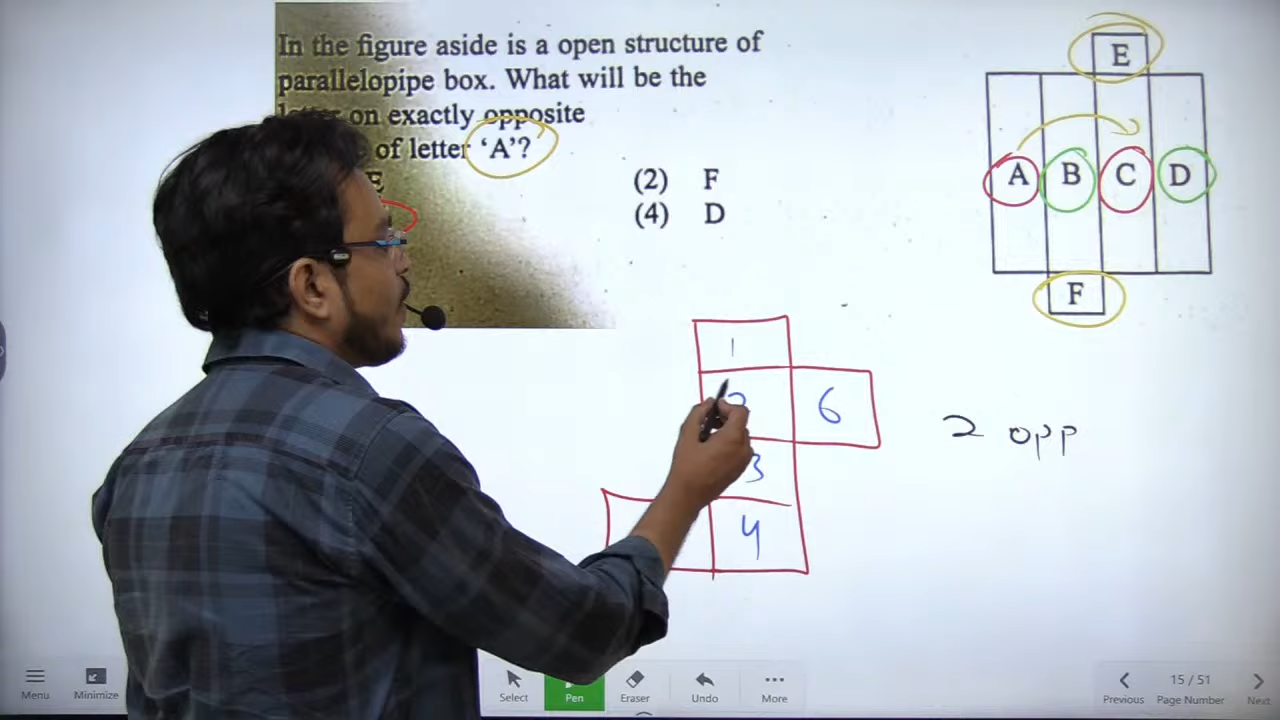 In the figure aside is a open structure of
parallelopipe box. What will be the
on exactly opposite
of letter 'A'?
E
(2) F
(4) D
E
A B C D
F
1
6
3
4
2 opp
Menu
Minimize
Select
Pen
Eraser
Undo
More
Previous
15 / 51
Page Number
Next